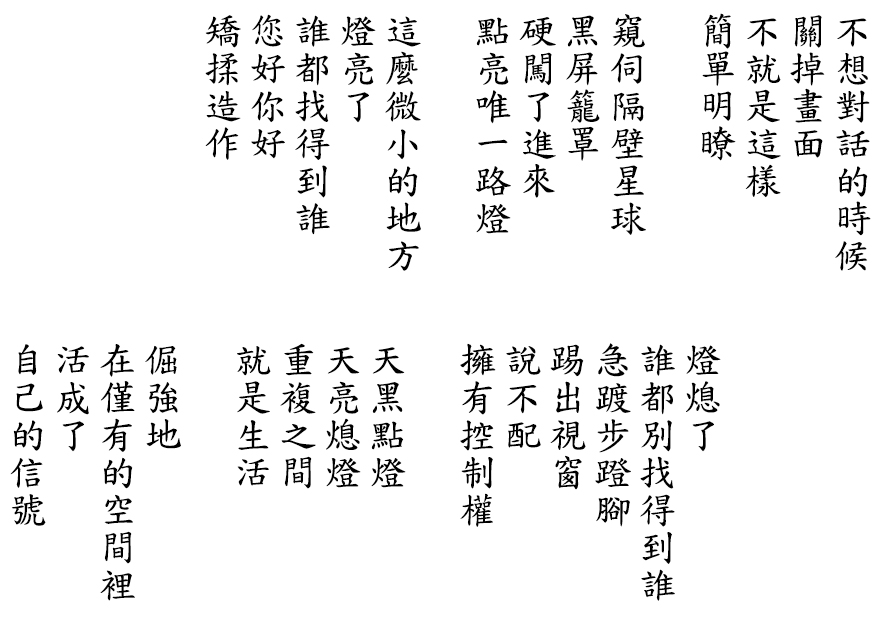 不想對話的時候
關掉畫面
不就是這樣
簡單明瞭
窺伺隔壁星球
黑屏籠罩
硬闖了進來
點亮唯一路燈
這麼微小的地方
燈亮了
誰都找得到誰
您好你好
矯揉造作
燈熄了
誰都別找得到誰
急踱步蹬腳
踢出視窗
說不配
擁有控制權
天黑點燈
天亮熄燈
重複之間
就是生活
倔強地
在僅有的空間裡
活成了
自己的信號